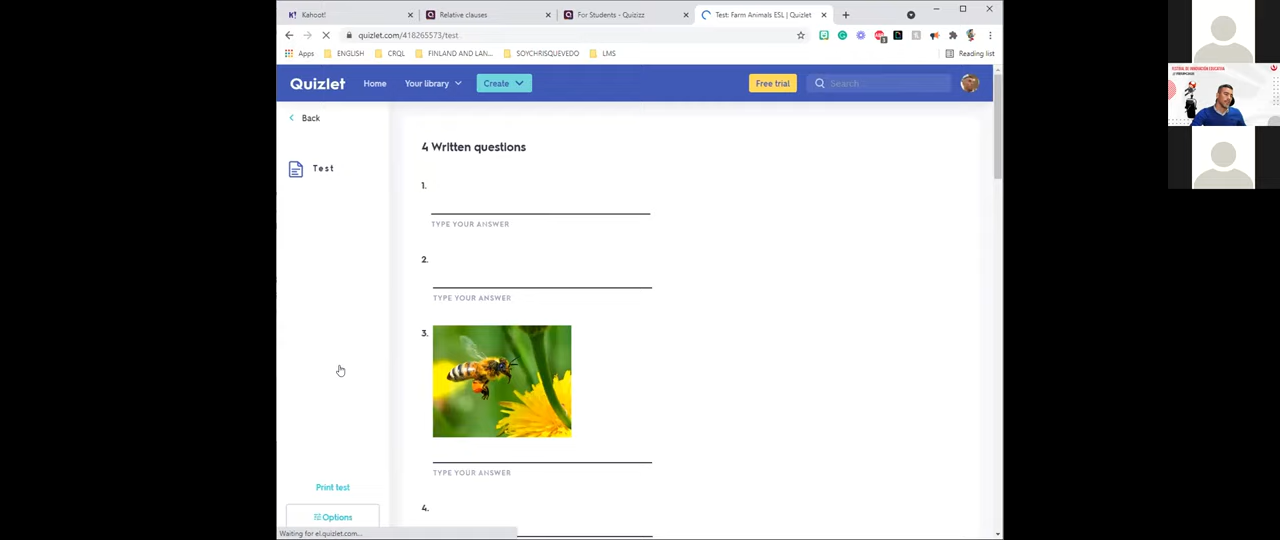 Kahoot!
Relative clauses
For Students - Quizizz
Test: Farm Animals ESL | Quizlet
quizlet.com/418265573/test
Apps
ENGLISH
CRQL
FINLAND AND LAN...
SOYCHRISQUEVEDO
LMS
Reading list
Quizlet
Home
Your library
Create
Free trial
Search...
Back
Test
4 Written questions
1.
TYPE YOUR ANSWER
2.
TYPE YOUR ANSWER
3.
TYPE YOUR ANSWER
4.
Print test
Options
Waiting for el.quizlet.com...